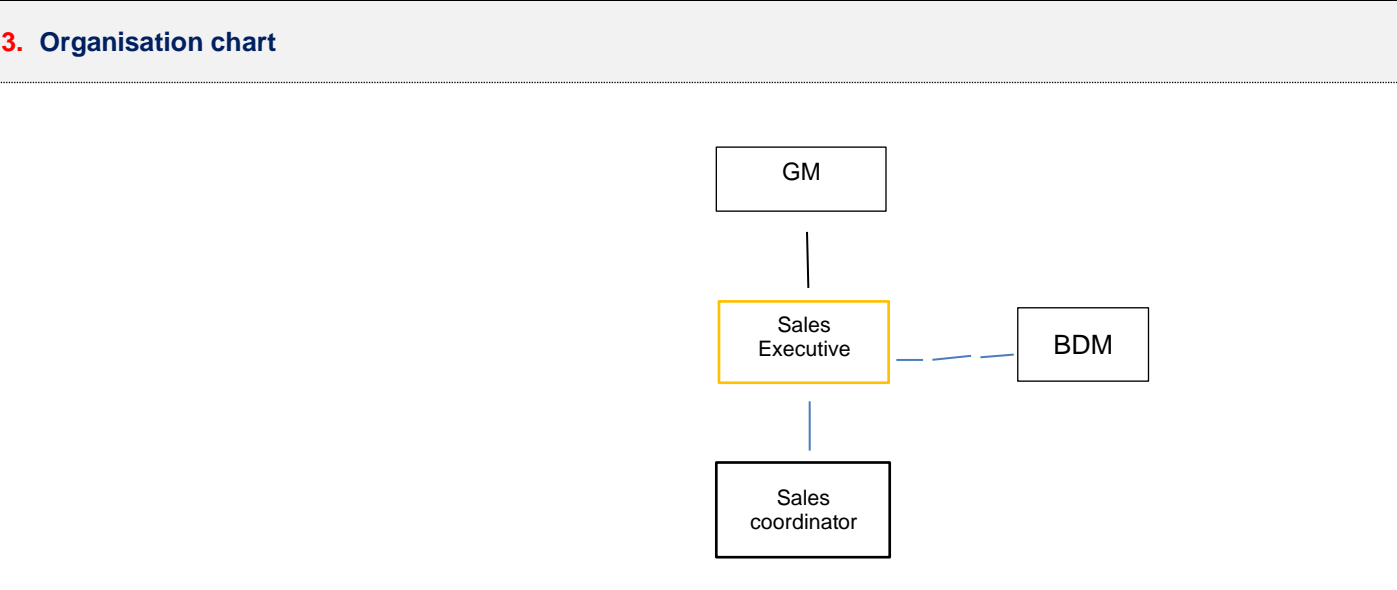 3. Organisation chart
GM
Sales
Executive
BDM
Sales
coordinator